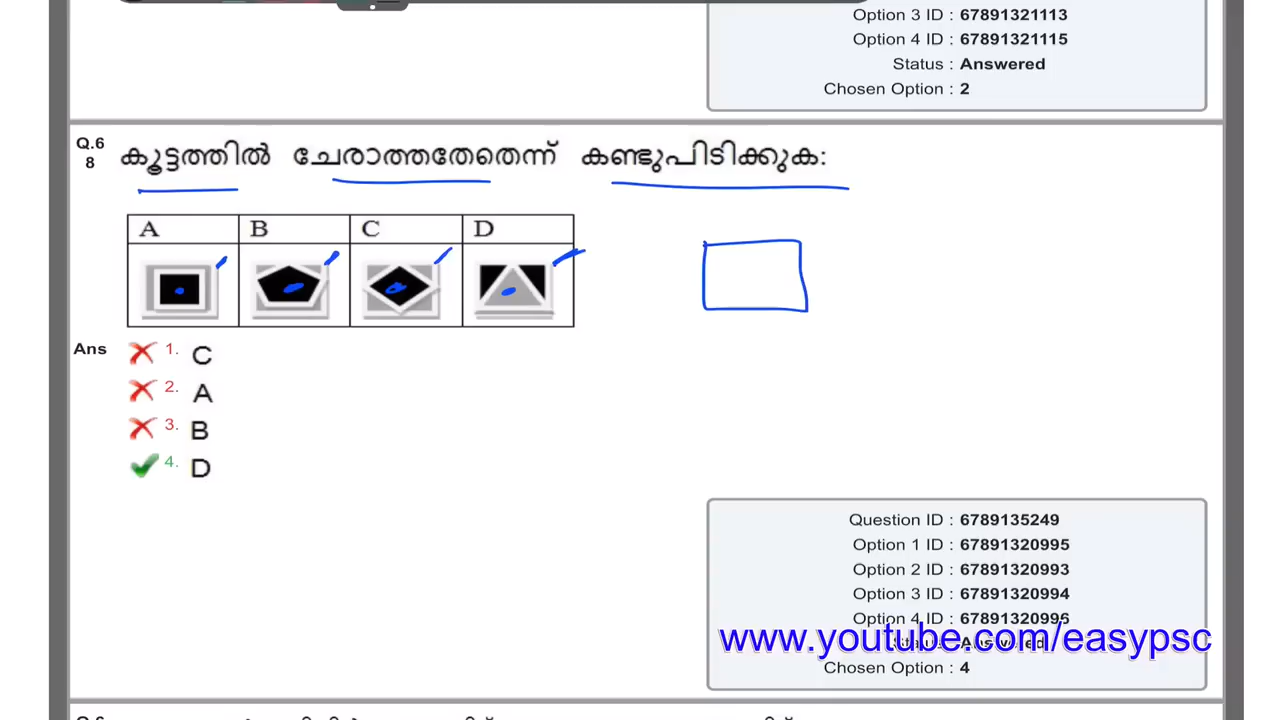 Option 3 ID : 67891321113
Option 4 ID : 67891321115
Status : Answered
Chosen Option : 2
Q.6
8
കൂട്ടത്തിൽ ചേരാത്തതേതെന്ന് കണ്ടുപിടിക്കുക:
A B C D
Ans
1. C
2. A
3. B
4. D
Question ID : 6789135249
Option 1 ID : 67891320995
Option 2 ID : 67891320993
Option 3 ID : 67891320994
Option 4 ID : 67891320996
www.youtube.com/easypsc
Status : Answered
Chosen Option : 4